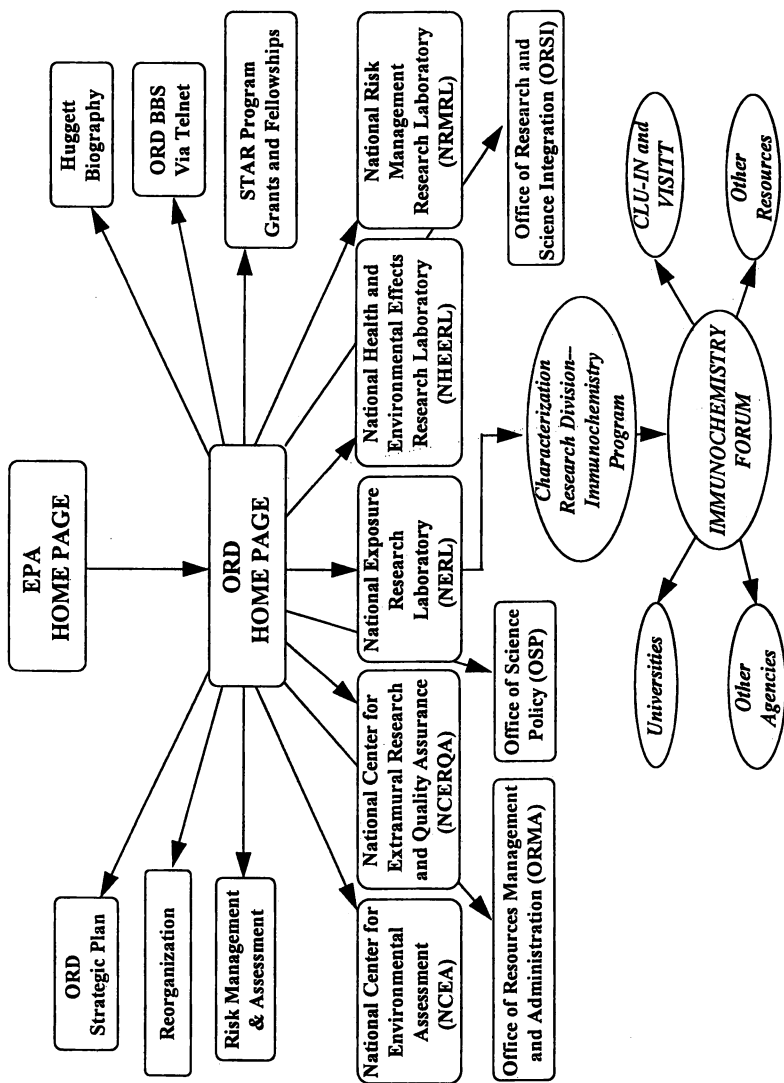 EPA
HOME PAGE
ORD
HOME PAGE
ORD
Strategic Plan
Reorganization
Risk Management
& Assessment
Huggett
Biography
ORD BBS
Via Telnet
STAR Program
Grants and Fellowships
National Center for
Environmental
Assessment
(NCEA)
National Center for
Extramural Research
and Quality Assurance
(NCERQA)
National Exposure
Research
Laboratory
(NERL)
National Health and
Environmental Effects
Research Laboratory
(NHEERL)
National Risk
Management
Research Laboratory
(NRMRL)
Office of Resources Management
and Administration (ORMA)
Office of Science
Policy (OSP)
Office of Research and
Science Integration (ORSI)
Characterization
Research Division--
Immunochemistry
Program
IMMUNOCHEMISTRY
FORUM
Universities
Other
Agencies
CLU-IN and
VISITT
Other
Resources